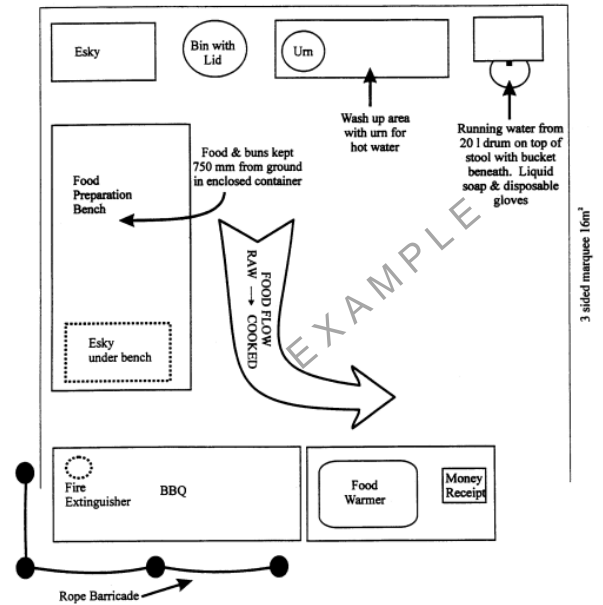 Esky
Bin with
Lid
Urn
Wash up area
with urn for
hot water
Running water from
20 l drum on top of
stool with bucket
beneath. Liquid
soap & disposable
gloves
Food & buns kept
750 mm from ground
in enclosed container
Food
Preparation
Bench
Esky
under bench
FOOD FLOW
RAW → COOKED
EXAMPLE
3 sided marquee 16m²
Fire
Extinguisher
BBQ
Food
Warmer
Money
Receipt
Rope Barricade